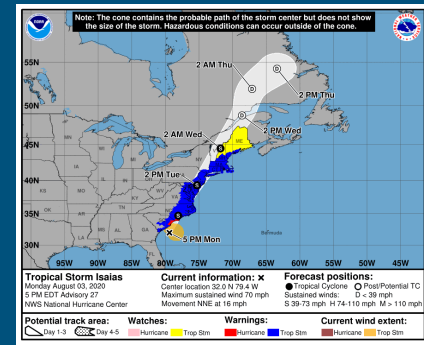 Note: The cone contains the probable path of the storm center but does not show
the size of the storm. Hazardous conditions can occur outside of the cone.
55N
2 AM Thu
2 PM Thu
50N
2 AM Wed
2 PM Wed
45N
ME
40N
2 PM Tue
35N
5 PM Mon
Bermuda
30N
95W 90W 85W 80W 75W 70W 65W 60W 55W 50W 45W
Tropical Storm Isaias
Monday August 03, 2020
5 PM EDT Advisory 27
NWS National Hurricane Center
Current information: x
Center location 32.0 N 79.4 W
Maximum sustained wind 70 mph
Movement NNE at 16 mph
Forecast positions:
Tropical Cyclone Post/Potential TC
Sustained winds: D < 39 mph
S 39-73 mph H 74-110 mph M > 110 mph
Potential track area:
Day 1-3 Day 4-5
Watches:
Hurricane Trop Stm
Warnings:
Hurricane Trop Stm
Current wind extent:
Hurricane Trop Stm